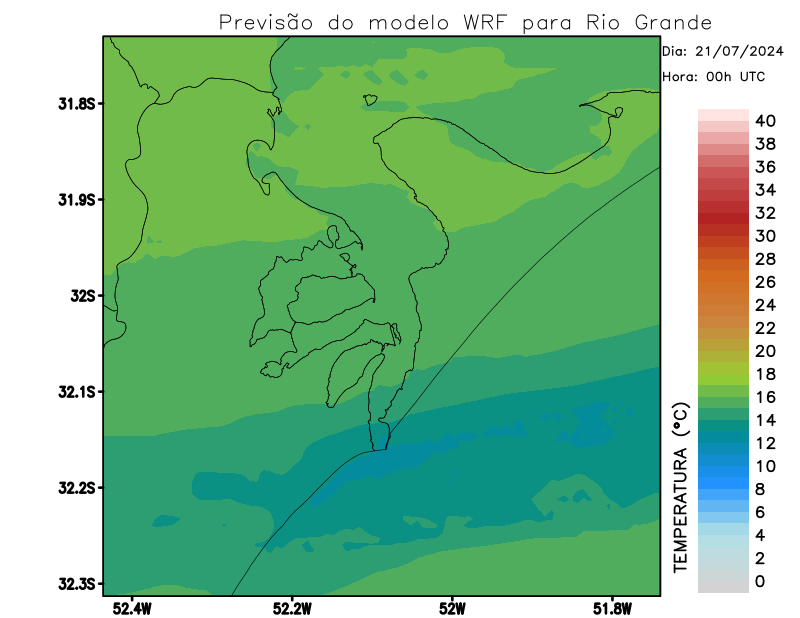 Previsão do modelo WRF para Rio Grande
Dia: 21/07/2024
Hora: 00h UTC
31.8S
31.9S
32S
32.1S
32.2S
32.3S
52.4W
52.2W
52W
51.8W
40
38
36
34
32
30
28
26
24
22
20
18
16
14
12
10
8
6
4
2
0
TEMPERATURA (°C)